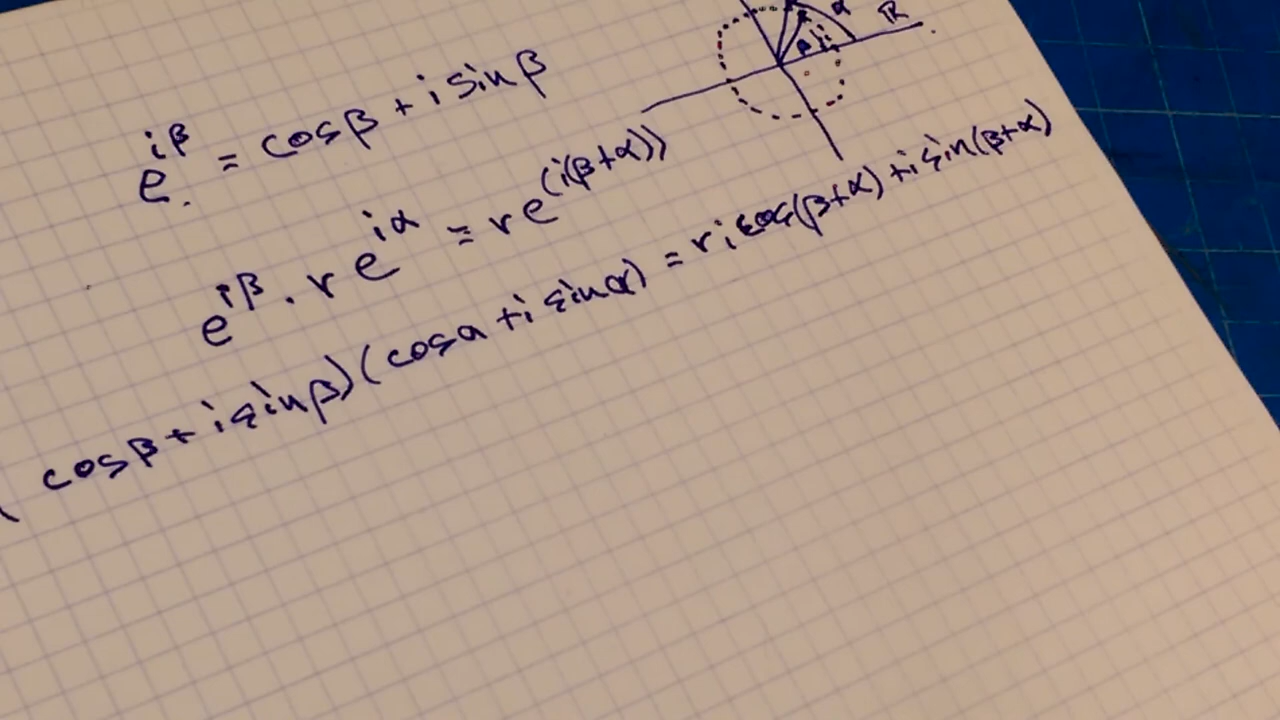 α R
β
e^{iβ} = cosβ + i sinβ
e^{iβ} · r e^{iα} = r e^{(i(β+α))}
(cosβ + i sinβ)(cosα + i sinα) = r i cos(β+α) + i sin(β+α)